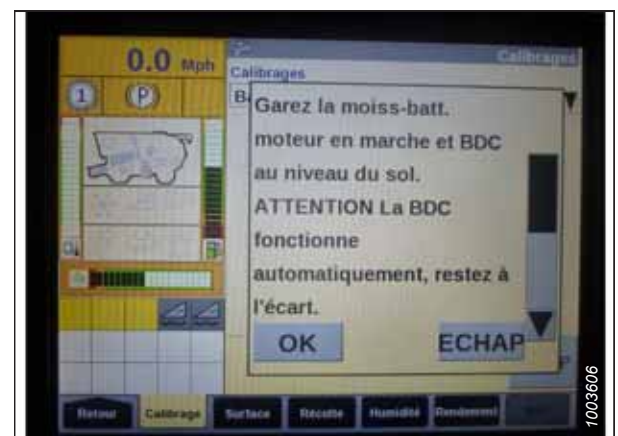 0.0 Mph
Calibrages
Calibrages
1
P
Garez la moiss-batt.
moteur en marche et BDC
au niveau du sol.
ATTENTION La BDC
fonctionne
automatiquement, restez à
l'écart.
OK
ECHAP
Retour
Calibrage
Surface
Récolte
Humidité
Rendement
1003606